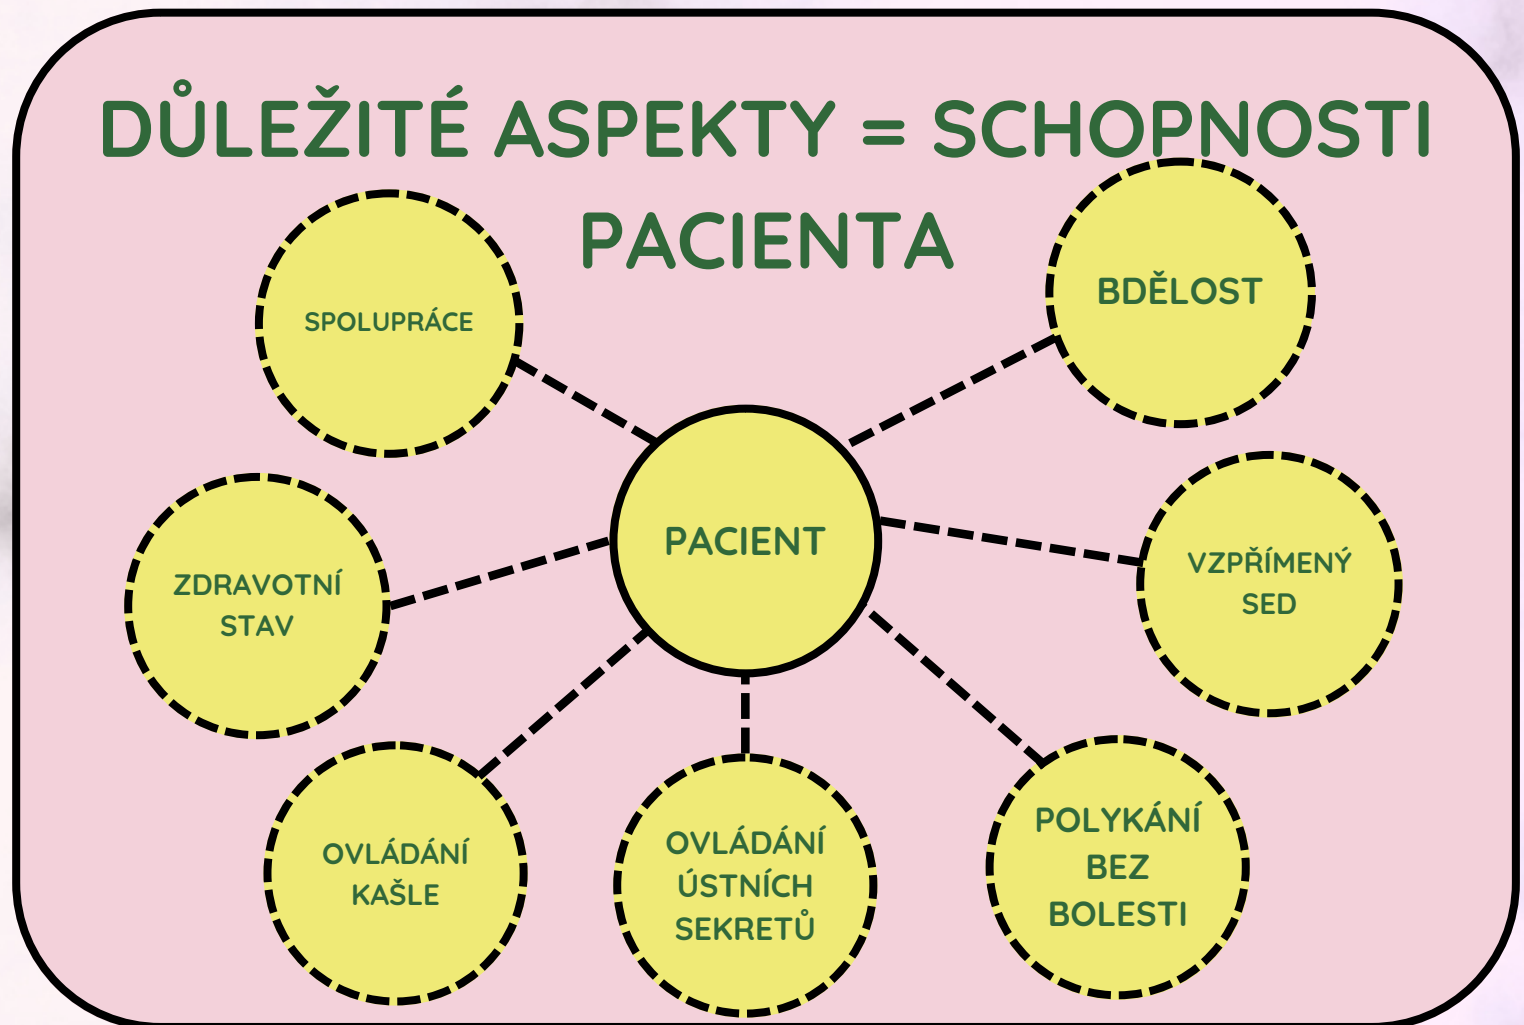 DŮLEŽITÉ ASPEKTY = SCHOPNOSTI
PACIENTA
SPOLUPRÁCE
BDĚLOST
PACIENT
ZDRAVOTNÍ
STAV
VZPŘÍMENÝ
SED
OVLÁDÁNÍ
KAŠLE
OVLÁDÁNÍ
ÚSTNÍCH
SEKRETŮ
POLYKÁNÍ
BEZ
BOLESTI